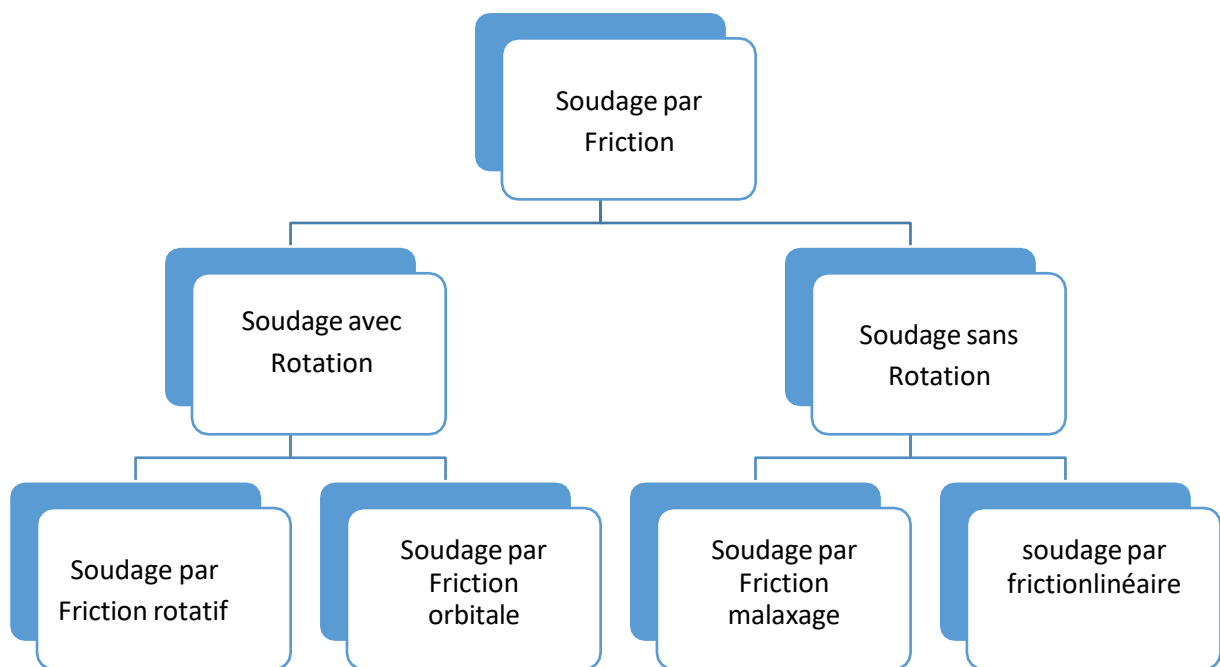 Soudage par
Friction
Soudage avec
Rotation
Soudage sans
Rotation
Soudage par
Friction rotatif
Soudage par
Friction
orbitale
Soudage par
Friction
malaxage
soudage par
frictionlinéaire